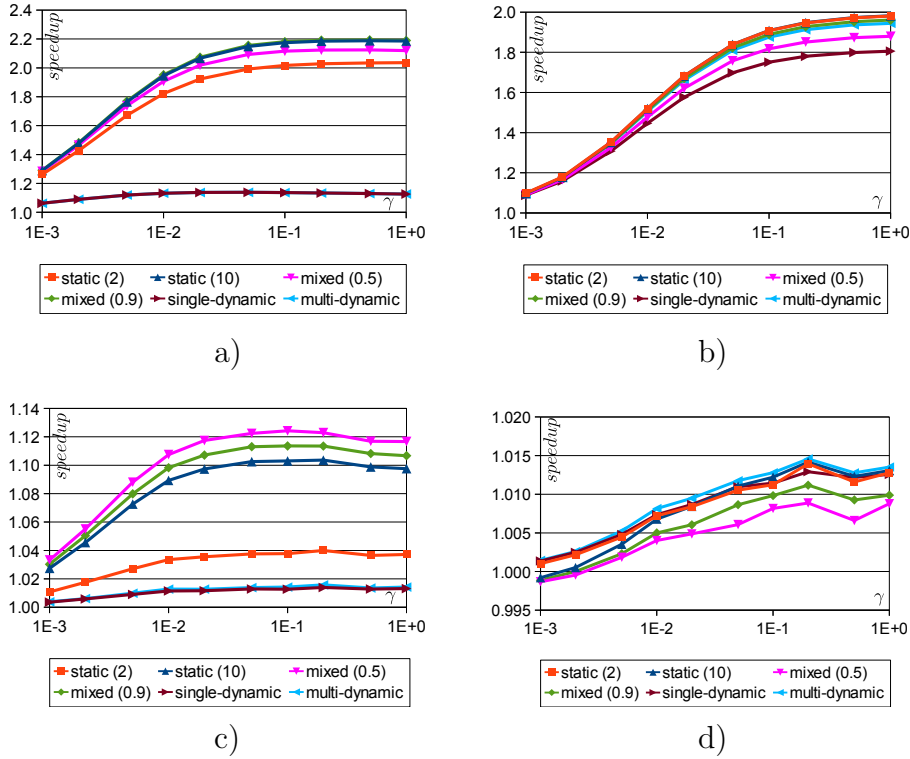 speedup
2.4
2.2
2.0
1.8
1.6
1.4
1.2
1.0
γ
1E-3 1E-2 1E-1 1E+0
static (2) static (10) mixed (0.5)
mixed (0.9) single-dynamic multi-dynamic
a)
speedup
2.0
1.8
1.6
1.4
1.2
1.0
γ
1E-3 1E-2 1E-1 1E+0
static (2) static (10) mixed (0.5)
mixed (0.9) single-dynamic multi-dynamic
b)
speedup
1.14
1.12
1.10
1.08
1.06
1.04
1.02
1.00
γ
1E-3 1E-2 1E-1 1E+0
static (2) static (10) mixed (0.5)
mixed (0.9) single-dynamic multi-dynamic
c)
speedup
1.020
1.015
1.010
1.005
1.000
0.995
γ
1E-3 1E-2 1E-1 1E+0
static (2) static (10) mixed (0.5)
mixed (0.9) single-dynamic multi-dynamic
d)